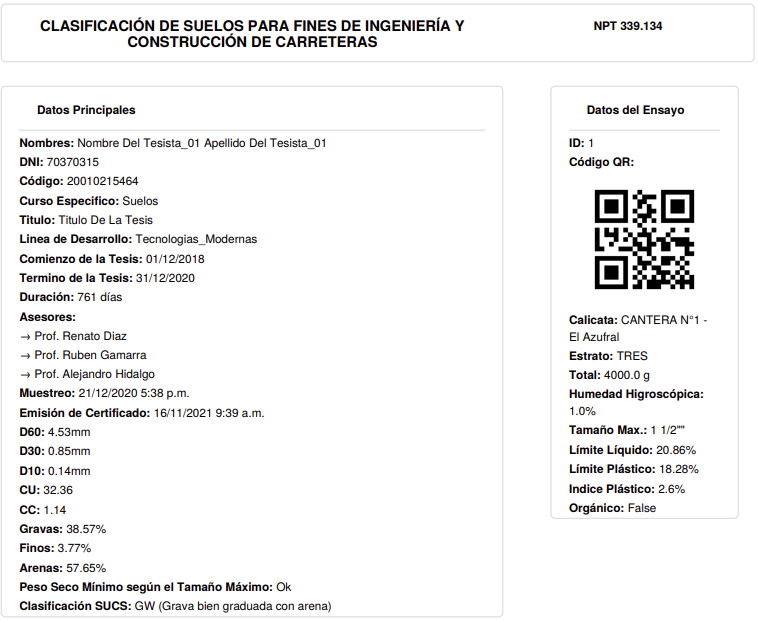 CLASIFICACIÓN DE SUELOS PARA FINES DE INGENIERÍA Y
CONSTRUCCIÓN DE CARRETERAS
NPT 339.134
Datos Principales
Nombres: Nombre Del Tesista_01 Apellido Del Tesista_01
DNI: 70370315
Código: 20010215464
Curso Especifico: Suelos
Titulo: Titulo De La Tesis
Linea de Desarrollo: Tecnologias_Modernas
Comienzo de la Tesis: 01/12/2018
Termino de la Tesis: 31/12/2020
Duración: 761 días
Asesores:
→ Prof. Renato Diaz
→ Prof. Ruben Gamarra
→ Prof. Alejandro Hidalgo
Muestreo: 21/12/2020 5:38 p.m.
Emisión de Certificado: 16/11/2021 9:39 a.m.
D60: 4.53mm
D30: 0.85mm
D10: 0.14mm
CU: 32.36
CC: 1.14
Gravas: 38.57%
Finos: 3.77%
Arenas: 57.65%
Peso Seco Mínimo según el Tamaño Máximo: Ok
Clasificación SUCS: GW (Grava bien graduada con arena)
Datos del Ensayo
ID: 1
Código QR:
Calicata: CANTERA N°1 -
El Azufral
Estrato: TRES
Total: 4000.0 g
Humedad Higroscópica:
1.0%
Tamaño Max.: 1 1/2""
Límite Líquido: 20.86%
Límite Plástico: 18.28%
Indice Plástico: 2.6%
Orgánico: False